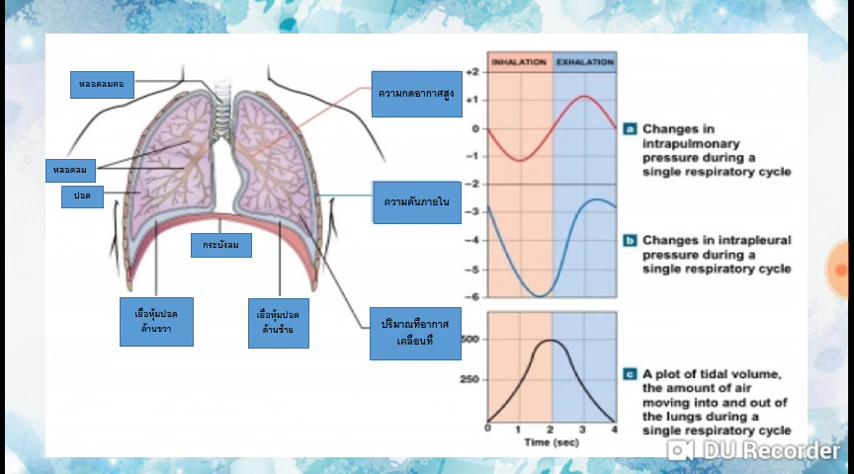 หลอดลมคอ
หลอดลม
ปอด
กระบังลม
เยื่อหุ้มปอด
ด้านขวา
เยื่อหุ้มปอด
ด้านซ้าย
ความกดอากาศสูง
ความดันภายใน
ปริมาณที่อากาศ
เคลื่อนที่
INHALATION EXHALATION
+2
+1
0
−1
−2
−3
−4
−5
−6
a Changes in
intrapulmonary
pressure during a
single respiratory cycle
b Changes in intrapleural
pressure during a
single respiratory cycle
500
250
0 1 2 3 4
Time (sec)
c A plot of tidal volume,
the amount of air
moving into and out of
the lungs during a
single respiratory cycle
DU Recorder